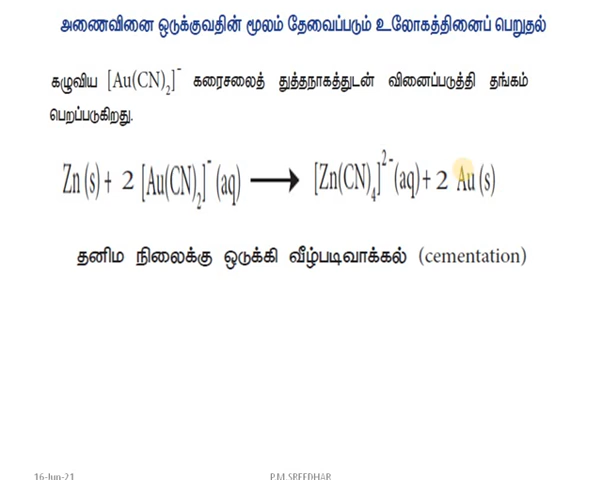 அணைவினை ஒடுக்குவதின் மூலம் தேவைப்படும் உலோகத்தினைப் பெறுதல்
கழுவிய [Au(CN)₂]⁻ கரைசலைத் துத்தநாகத்துடன் வினைப்படுத்தி தங்கம்
பெறப்படுகிறது.
Zn (s) + 2 [Au(CN)₂]⁻ (aq) ⟶ [Zn(CN)₄]²⁻ (aq) + 2 Au (s)
தனிம நிலைக்கு ஒடுக்கி வீழ்படிவாக்கல் (cementation)
16-Jun-21 P.M.SREEDHAR